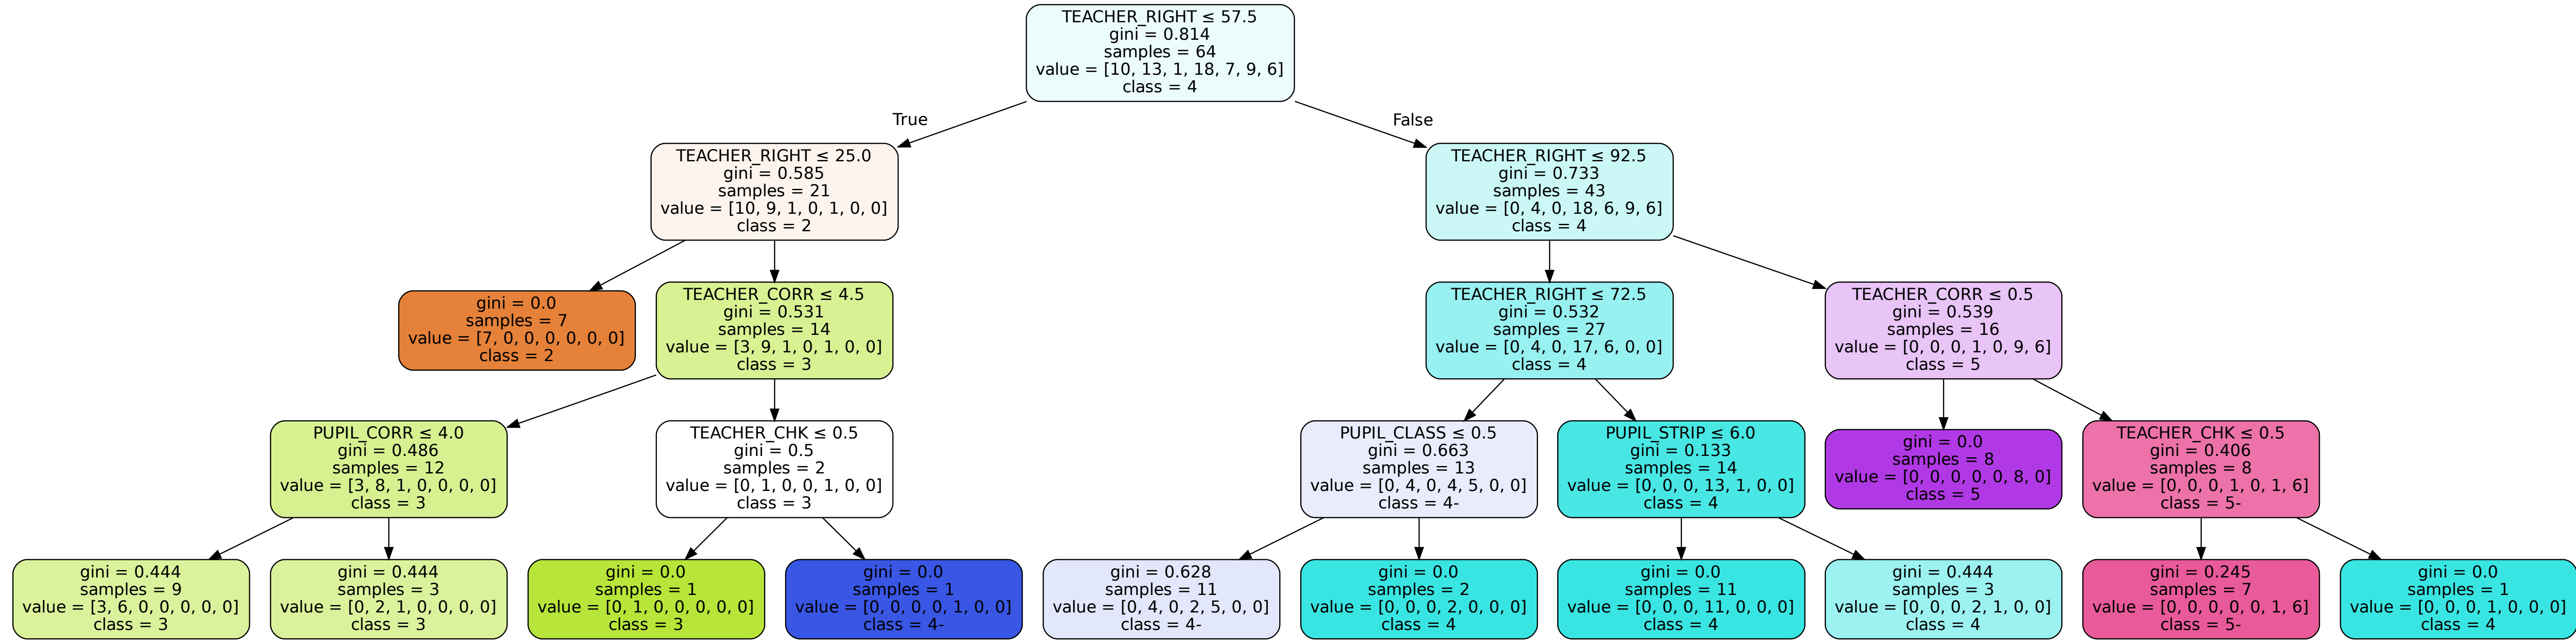 TEACHER_RIGHT ≤ 57.5
gini = 0.814
samples = 64
value = [10, 13, 1, 18, 7, 9, 6]
class = 4
True
False
TEACHER_RIGHT ≤ 25.0
gini = 0.585
samples = 21
value = [10, 9, 1, 0, 1, 0, 0]
class = 2
TEACHER_RIGHT ≤ 92.5
gini = 0.733
samples = 43
value = [0, 4, 0, 18, 6, 9, 6]
class = 4
gini = 0.0
samples = 7
value = [7, 0, 0, 0, 0, 0, 0]
class = 2
TEACHER_CORR ≤ 4.5
gini = 0.531
samples = 14
value = [3, 9, 1, 0, 1, 0, 0]
class = 3
TEACHER_RIGHT ≤ 72.5
gini = 0.532
samples = 27
value = [0, 4, 0, 17, 6, 0, 0]
class = 4
TEACHER_CORR ≤ 0.5
gini = 0.539
samples = 16
value = [0, 0, 0, 1, 0, 9, 6]
class = 5
PUPIL_CORR ≤ 4.0
gini = 0.486
samples = 12
value = [3, 8, 1, 0, 0, 0, 0]
class = 3
TEACHER_CHK ≤ 0.5
gini = 0.5
samples = 2
value = [0, 1, 0, 0, 1, 0, 0]
class = 3
PUPIL_CLASS ≤ 0.5
gini = 0.663
samples = 13
value = [0, 4, 0, 4, 5, 0, 0]
class = 4-
PUPIL_STRIP ≤ 6.0
gini = 0.133
samples = 14
value = [0, 0, 0, 13, 1, 0, 0]
class = 4
gini = 0.0
samples = 8
value = [0, 0, 0, 0, 0, 8, 0]
class = 5
TEACHER_CHK ≤ 0.5
gini = 0.406
samples = 8
value = [0, 0, 0, 1, 0, 1, 6]
class = 5-
gini = 0.444
samples = 9
value = [3, 6, 0, 0, 0, 0, 0]
class = 3
gini = 0.444
samples = 3
value = [0, 2, 1, 0, 0, 0, 0]
class = 3
gini = 0.0
samples = 1
value = [0, 1, 0, 0, 0, 0, 0]
class = 3
gini = 0.0
samples = 1
value = [0, 0, 0, 0, 1, 0, 0]
class = 4-
gini = 0.628
samples = 11
value = [0, 4, 0, 2, 5, 0, 0]
class = 4-
gini = 0.0
samples = 2
value = [0, 0, 0, 2, 0, 0, 0]
class = 4
gini = 0.0
samples = 11
value = [0, 0, 0, 11, 0, 0, 0]
class = 4
gini = 0.444
samples = 3
value = [0, 0, 0, 2, 1, 0, 0]
class = 4
gini = 0.245
samples = 7
value = [0, 0, 0, 0, 0, 1, 6]
class = 5-
gini = 0.0
samples = 1
value = [0, 0, 0, 1, 0, 0, 0]
class = 4